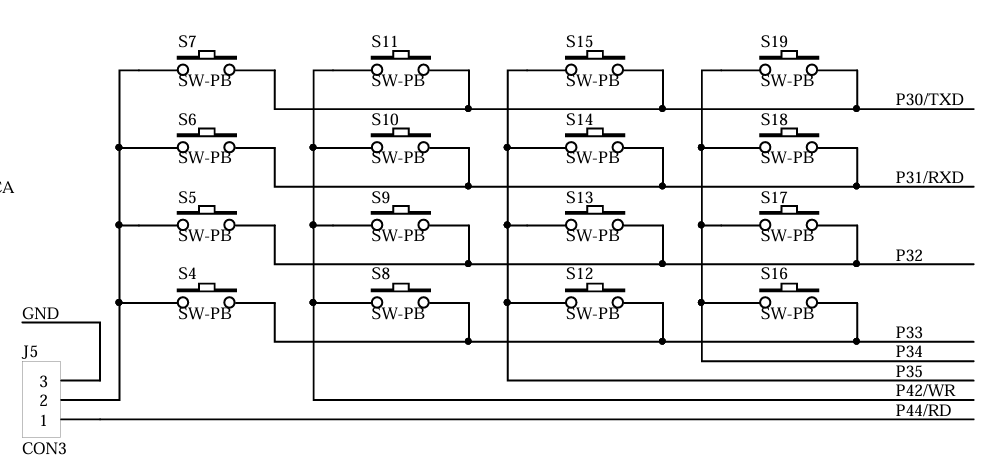 S7 S11 S15 S19
SW-PB SW-PB SW-PB SW-PB
P30/TXD
S6 S10 S14 S18
SW-PB SW-PB SW-PB SW-PB
P31/RXD
CA
S5 S9 S13 S17
SW-PB SW-PB SW-PB SW-PB
P32
S4 S8 S12 S16
SW-PB SW-PB SW-PB SW-PB
GND
P33
J5
P34
P35
3
P42/WR
2
P44/RD
1
CON3